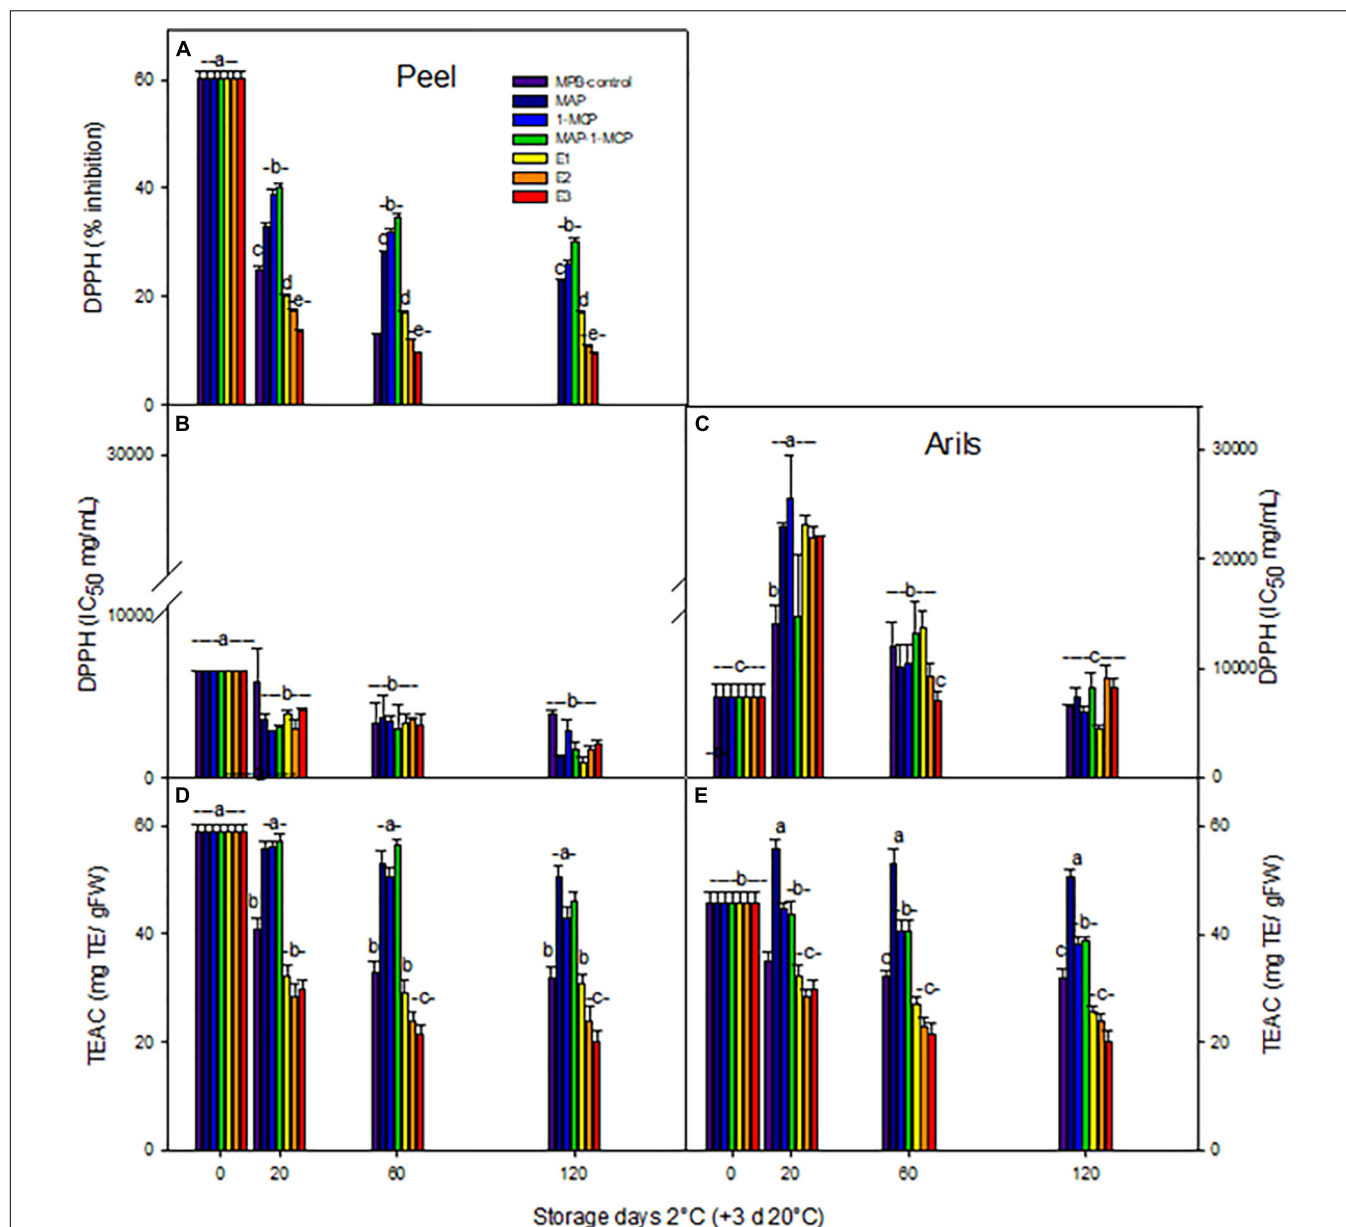 A
Peel
MPB-control
MAP
1-MCP
MAP-1-MCP
E1
E2
E3
DPPH (% inhibition)
60
40
20
0
---a---
c
-b-
d
-e-
-b-
c
d
-e-
-b-
c
d
-e-
B
DPPH (IC50 mg/mL)
30000
10000
0
----a----
----b---
---b---
---b---
C
Arils
DPPH (IC50 mg/mL)
30000
20000
10000
0
---c---
b
---a---
---b---
c
----c----
D
TEAC (mg TE/ gFW)
60
40
20
0
----a----
b
-a-
-b-
b
-a-
b
-c-
b
-a-
b
-c-
E
TEAC (mg TE/ gFW)
60
40
20
0
----b----
a
-b-
-c-
c
a
-b-
-c-
c
a
-b-
-c-
0 20 60 120
0 20 60 120
Storage days 2°C (+3 d 20°C)